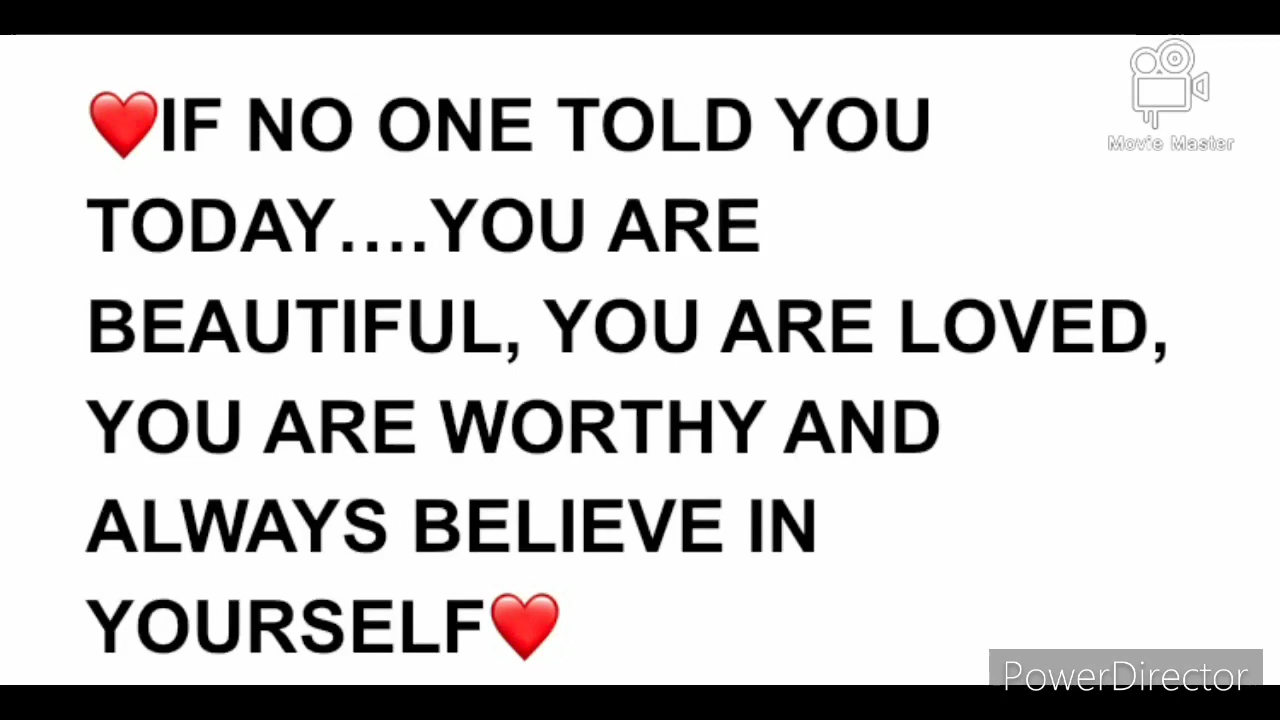 ❤️IF NO ONE TOLD YOU
TODAY….YOU ARE
BEAUTIFUL, YOU ARE LOVED,
YOU ARE WORTHY AND
ALWAYS BELIEVE IN
YOURSELF❤️
Movie Master
PowerDirector